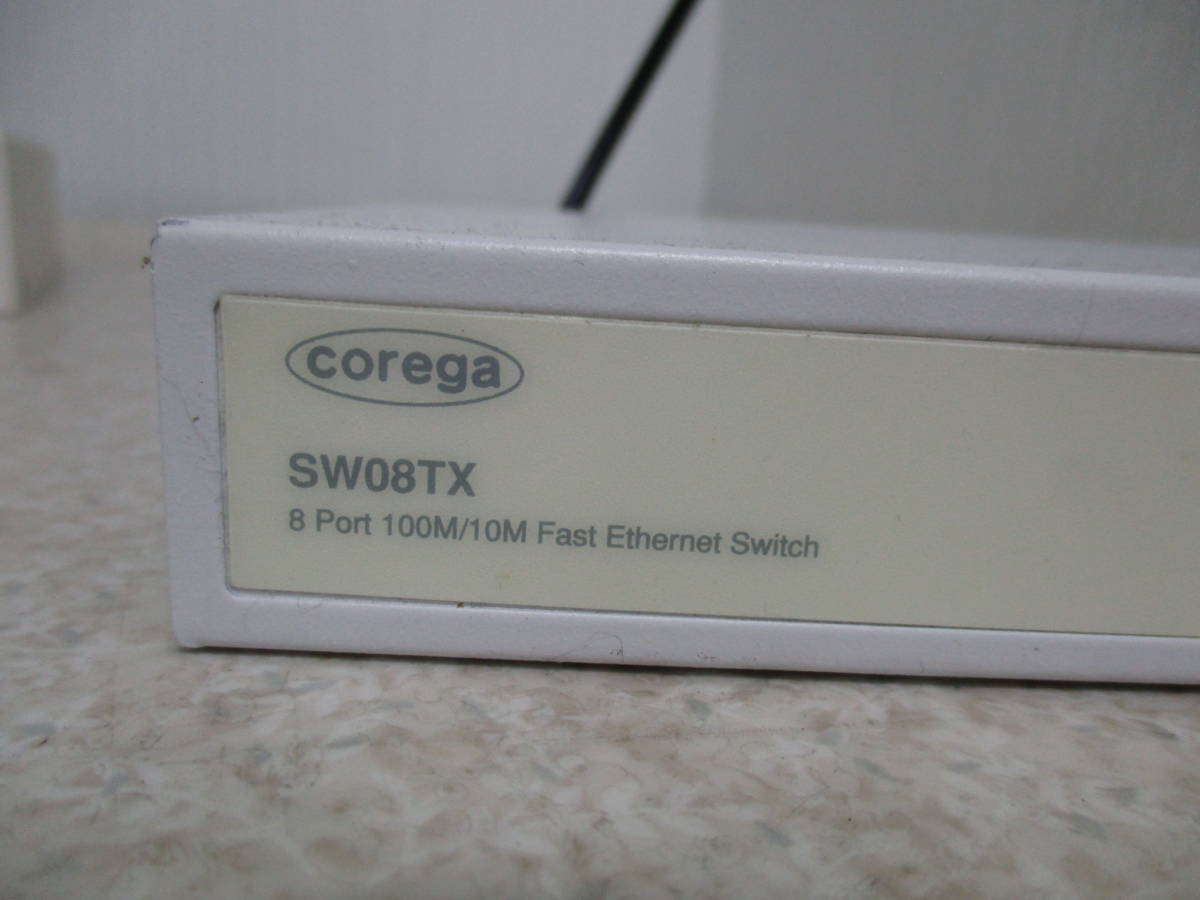 corega
SW08TX
8 Port 100M/10M Fast Ethernet Switch